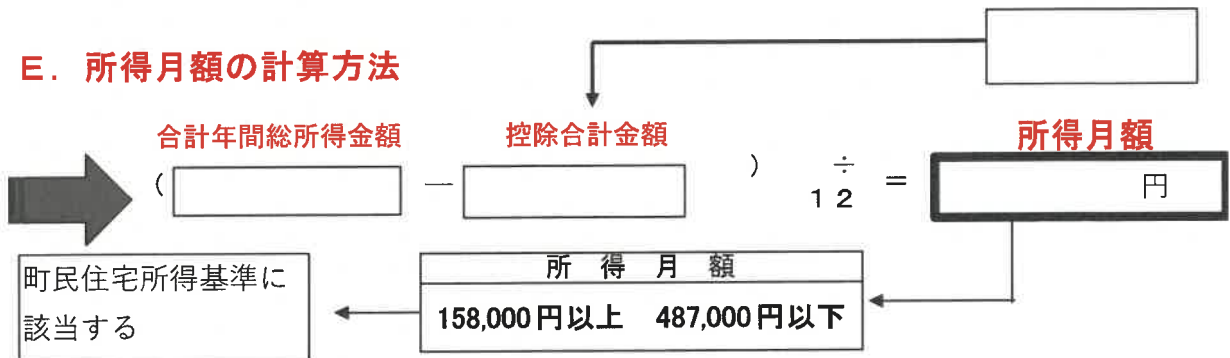 E. 所得月額の計算方法
合計年間総所得金額
控除合計金額
所得月額
( － ) ÷ 12 ＝ 円
町民住宅所得基準に
該当する
所得月額
158,000円以上 487,000円以下